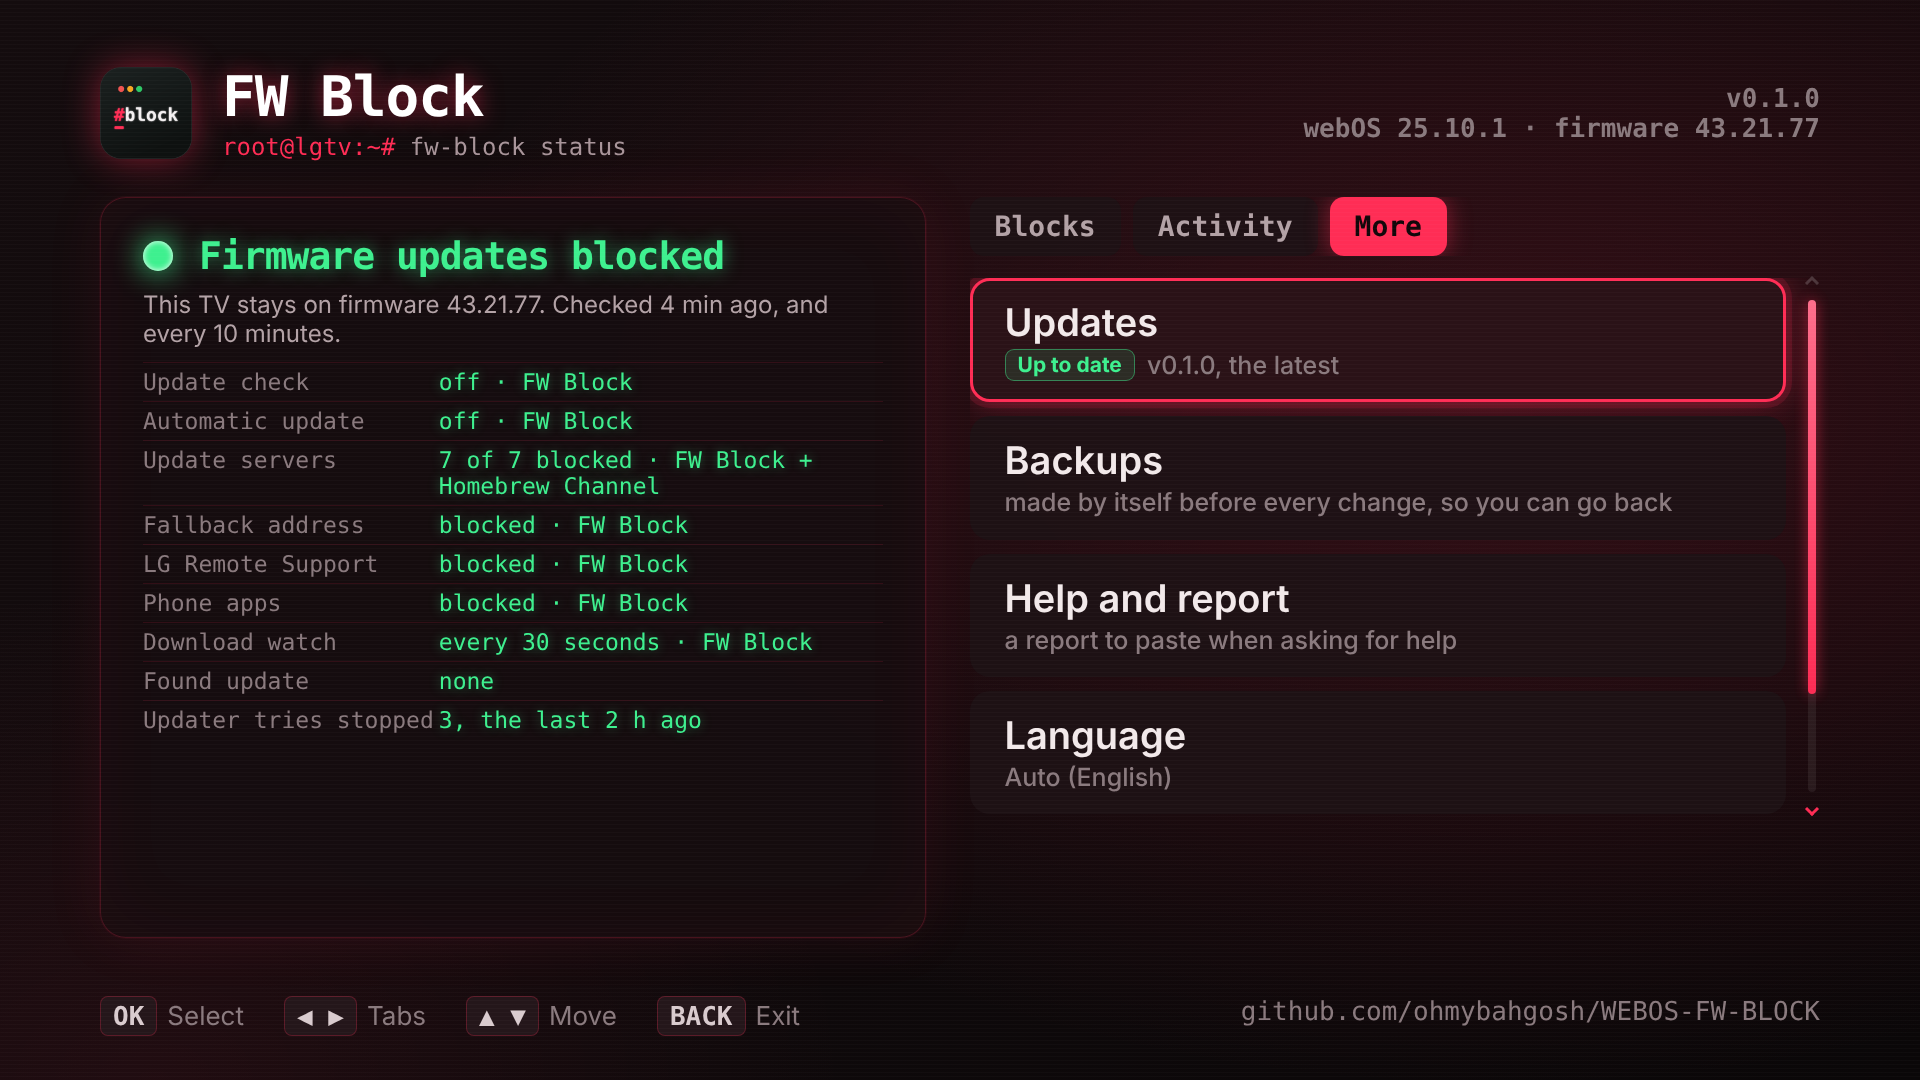 #block
FW Block
root@lgtv:~# fw-block status
v0.1.0
webOS 25.10.1 · firmware 43.21.77
Firmware updates blocked
This TV stays on firmware 43.21.77. Checked 4 min ago, and
every 10 minutes.
Update check off · FW Block
Automatic update off · FW Block
Update servers 7 of 7 blocked · FW Block +
Homebrew Channel
Fallback address blocked · FW Block
LG Remote Support blocked · FW Block
Phone apps blocked · FW Block
Download watch every 30 seconds · FW Block
Found update none
Updater tries stopped 3, the last 2 h ago
Blocks Activity More
Updates
Up to date v0.1.0, the latest
Backups
made by itself before every change, so you can go back
Help and report
a report to paste when asking for help
Language
Auto (English)
OK Select ◀ ▶ Tabs ▲ ▼ Move BACK Exit
github.com/ohmybahgosh/WEBOS-FW-BLOCK